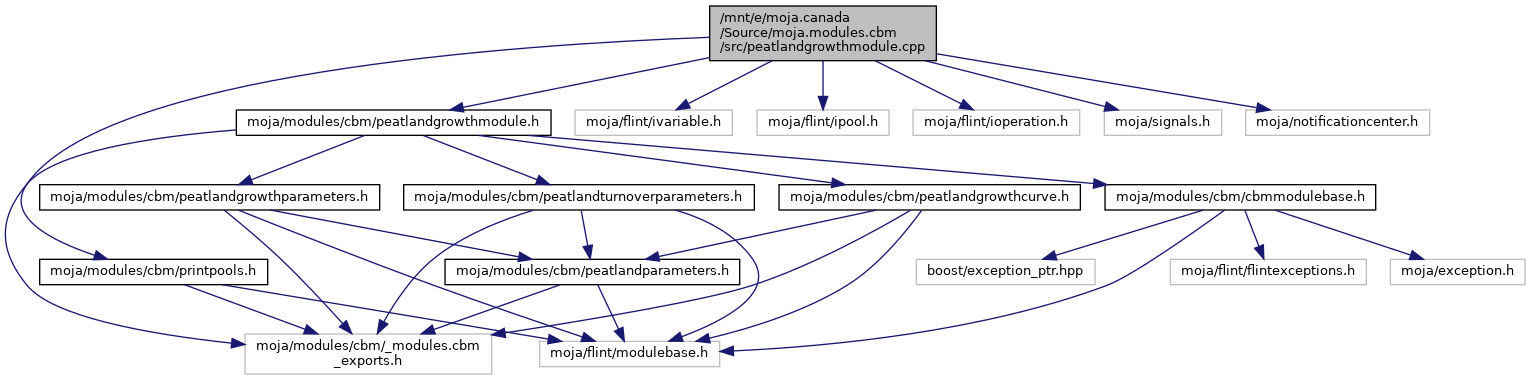 /mnt/e/moja.canada
/Source/moja.modules.cbm
/src/peatlandgrowthmodule.cpp
moja/modules/cbm/peatlandgrowthmodule.h
moja/flint/ivariable.h
moja/flint/ipool.h
moja/flint/ioperation.h
moja/signals.h
moja/notificationcenter.h
moja/modules/cbm/peatlandgrowthparameters.h
moja/modules/cbm/peatlandturnoverparameters.h
moja/modules/cbm/peatlandgrowthcurve.h
moja/modules/cbm/cbmmodulebase.h
moja/modules/cbm/printpools.h
moja/modules/cbm/peatlandparameters.h
boost/exception_ptr.hpp
moja/flint/flintexceptions.h
moja/exception.h
moja/modules/cbm/_modules.cbm
_exports.h
moja/flint/modulebase.h